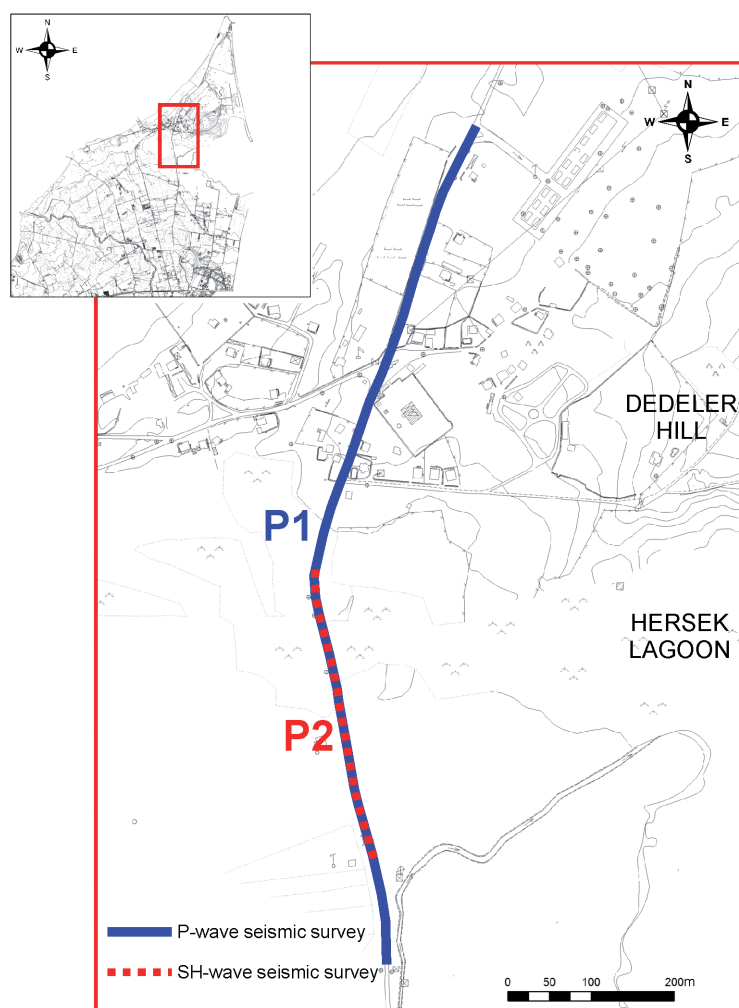 N
W E
S
N
W E
S
DEDELER
HILL
P1
HERSEK
LAGOON
P2
P-wave seismic survey
SH-wave seismic survey
0 50 100 200m